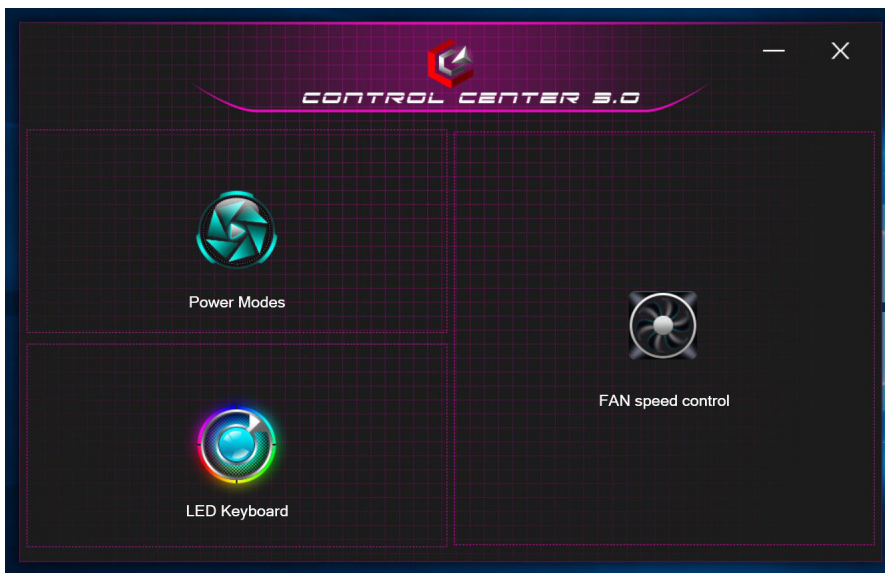 CONTROL CENTER 3.0
Power Modes
FAN speed control
LED Keyboard